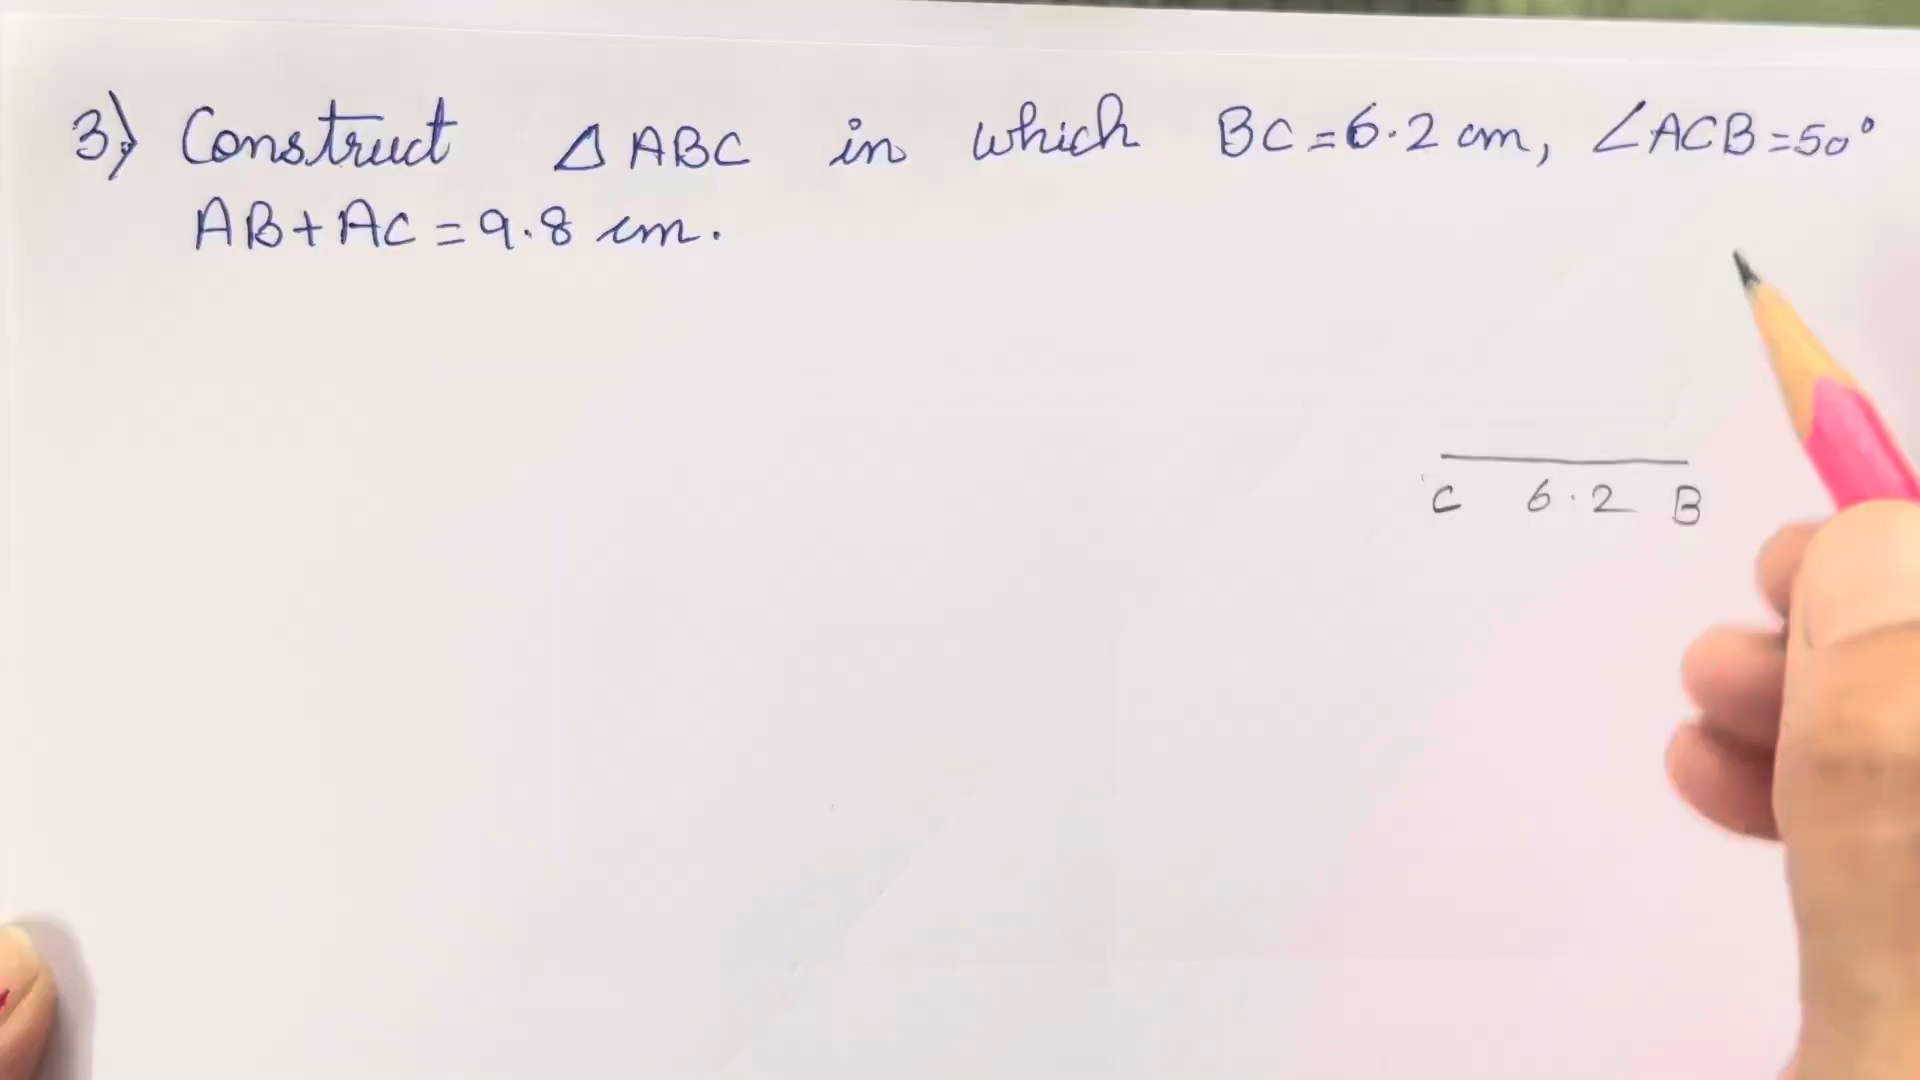 3) Construct △ ABC in which BC = 6.2 cm, ∠ACB = 50°
AB + AC = 9.8 cm.
C 6.2 B